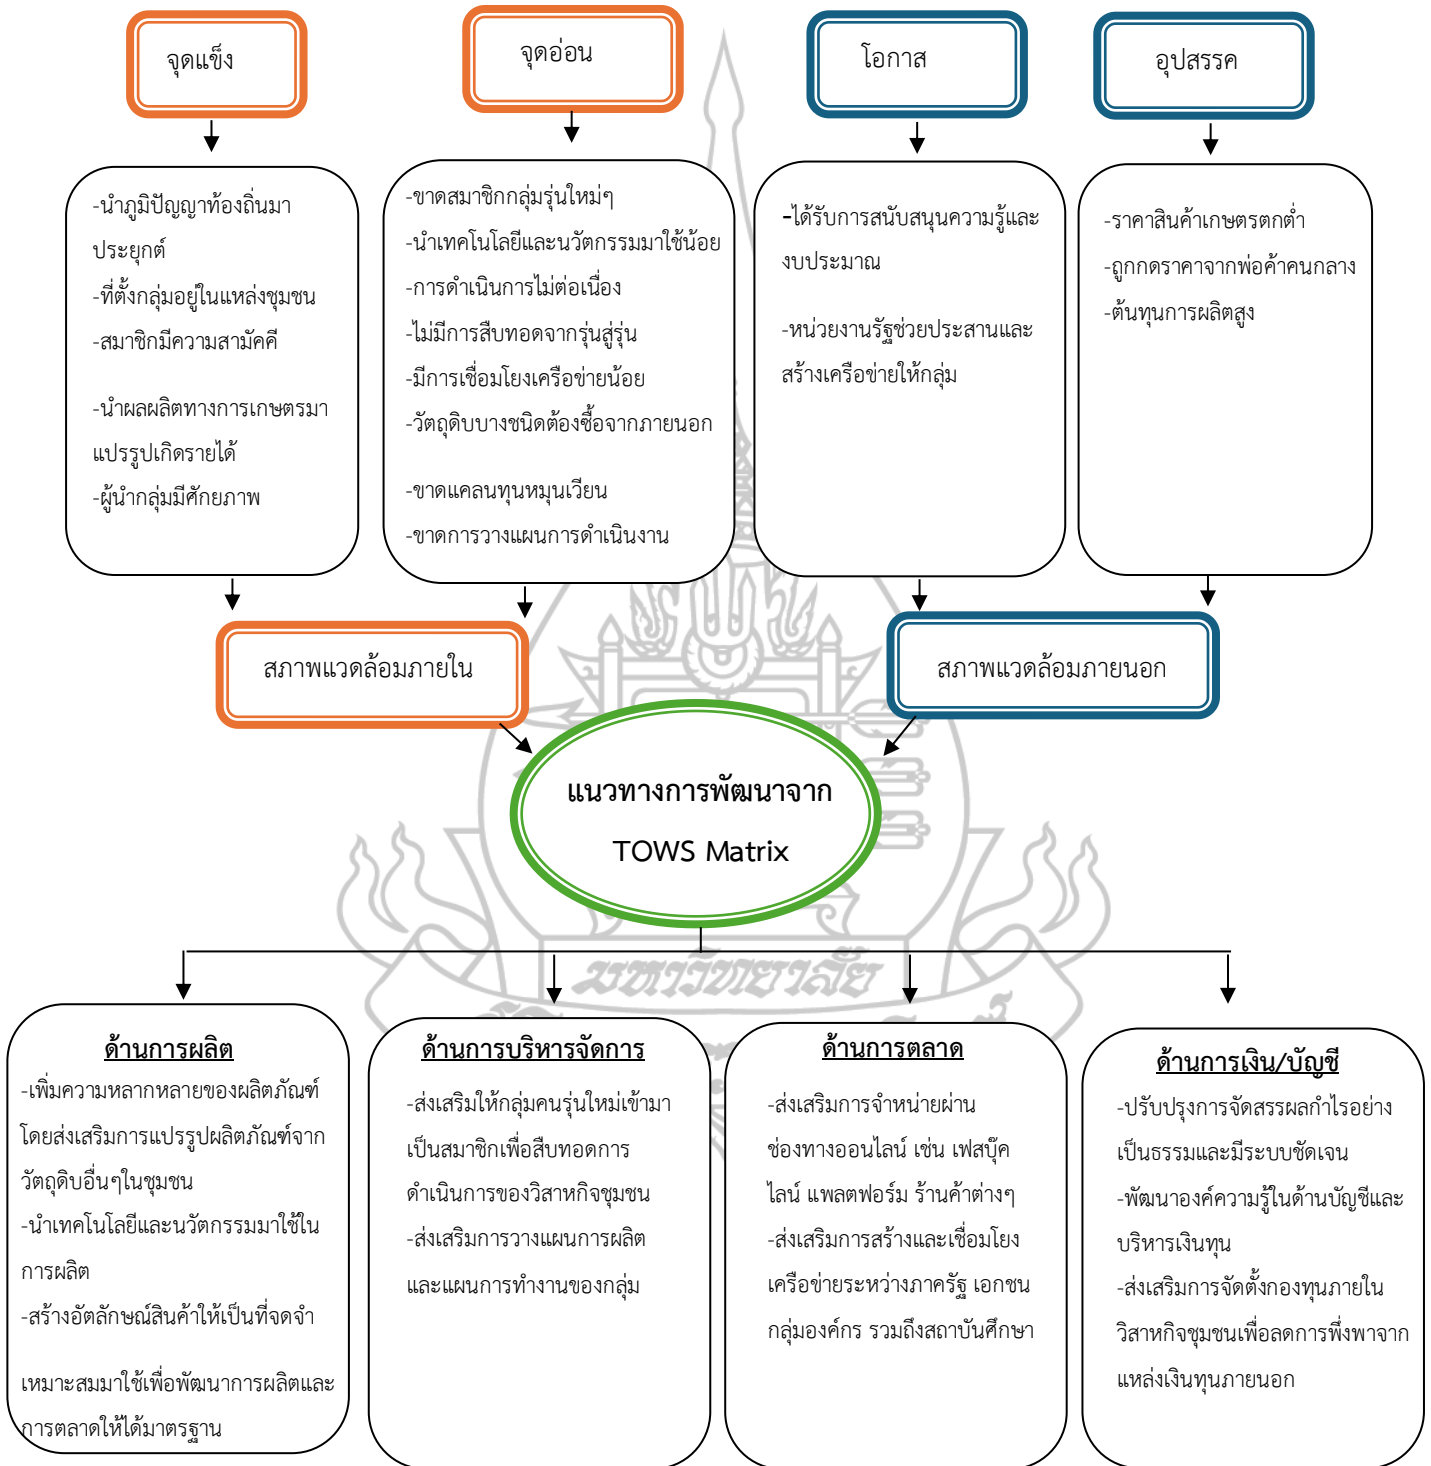 จุดแข็ง
จุดอ่อน
โอกาส
อุปสรรค
-นำภูมิปัญญาท้องถิ่นมา
ประยุกต์
-ที่ตั้งกลุ่มอยู่ในแหล่งชุมชน
-สมาชิกมีความสามัคคี
-นำผลผลิตทางการเกษตรมา
แปรรูปเกิดรายได้
-ผู้นำกลุ่มมีศักยภาพ
-ขาดสมาชิกกลุ่มรุ่นใหม่ๆ
-นำเทคโนโลยีและนวัตกรรมมาใช้น้อย
-การดำเนินการไม่ต่อเนื่อง
-ไม่มีการสืบทอดจากรุ่นสู่รุ่น
-มีการเชื่อมโยงเครือข่ายน้อย
-วัตถุดิบบางชนิดต้องซื้อจากภายนอก
-ขาดแคลนทุนหมุนเวียน
-ขาดการวางแผนการดำเนินงาน
-ได้รับการสนับสนุนความรู้และ
งบประมาณ
-หน่วยงานรัฐช่วยประสานและ
สร้างเครือข่ายให้กลุ่ม
-ราคาสินค้าเกษตรตกต่ำ
-ถูกกดราคาจากพ่อค้าคนกลาง
-ต้นทุนการผลิตสูง
สภาพแวดล้อมภายใน
สภาพแวดล้อมภายนอก
แนวทางการพัฒนาจาก
TOWS Matrix
มหาวิทยาลัย
ด้านการผลิต
-เพิ่มความหลากหลายของผลิตภัณฑ์
โดยส่งเสริมการแปรรูปผลิตภัณฑ์จาก
วัตถุดิบอื่นๆในชุมชน
-นำเทคโนโลยีและนวัตกรรมมาใช้ใน
การผลิต
-สร้างอัตลักษณ์สินค้าให้เป็นที่จดจำ
เหมาะสมมาใช้เพื่อพัฒนาการผลิตและ
การตลาดให้ได้มาตรฐาน
ด้านการบริหารจัดการ
-ส่งเสริมให้กลุ่มคนรุ่นใหม่เข้ามา
เป็นสมาชิกเพื่อสืบทอดการ
ดำเนินการของวิสาหกิจชุมชน
-ส่งเสริมการวางแผนการผลิต
และแผนการทำงานของกลุ่ม
ด้านการตลาด
-ส่งเสริมการจำหน่ายผ่าน
ช่องทางออนไลน์ เช่น เฟสบุ๊ค
ไลน์ แพลตฟอร์ม ร้านค้าต่างๆ
-ส่งเสริมการสร้างและเชื่อมโยง
เครือข่ายระหว่างภาครัฐ เอกชน
กลุ่มองค์กร รวมถึงสถาบันศึกษา
ด้านการเงิน/บัญชี
-ปรับปรุงการจัดสรรผลกำไรอย่าง
เป็นธรรมและมีระบบชัดเจน
-พัฒนาองค์ความรู้ในด้านบัญชีและ
บริหารเงินทุน
-ส่งเสริมการจัดตั้งกองทุนภายใน
วิสาหกิจชุมชนเพื่อลดการพึ่งพาจาก
แหล่งเงินทุนภายนอก